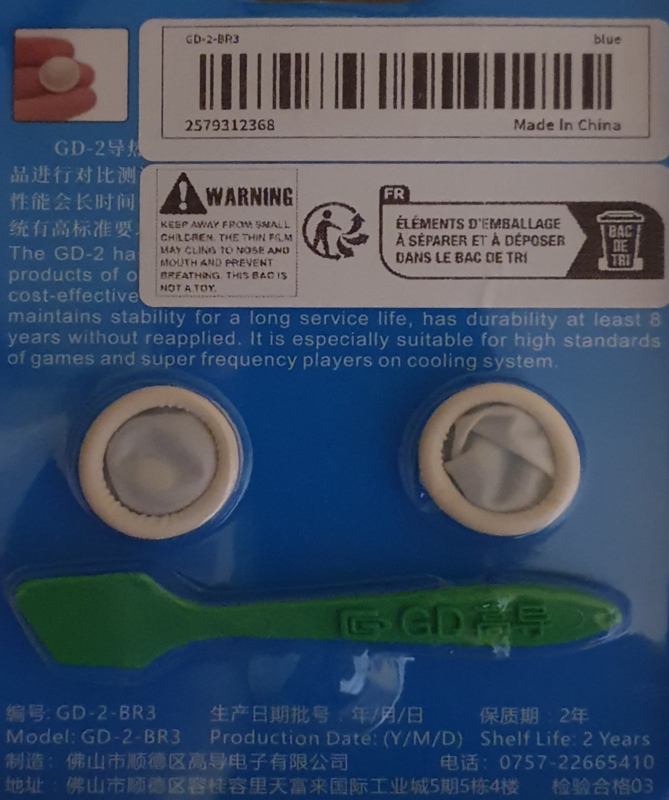 GD-2-BR3 blue
2579312368 Made In China
GD-2导热
品进行对比测
性能会长时间
统有高标准要
WARNING
KEEP AWAY FROM SMALL
CHILDREN. THE THIN FILM
MAY CLING TO NOSE AND
MOUTH AND PREVENT
BREATHING. THIS BAG IS
NOT A TOY.
FR
ÉLÉMENTS D'EMBALLAGE
À SÉPARER ET À DÉPOSER
DANS LE BAC DE TRI
BAC
DE
TRI
The GD-2 ha
products of o
cost-effective
maintains stability for a long service life, has durability at least 8
years without reapplied. It is especially suitable for high standards
of games and super frequency players on cooling system.
GD高导
编号: GD-2-BR3 生产日期批号: 年/月/日 保质期: 2年
Model: GD-2-BR3 Production Date: (Y/M/D) Shelf Life: 2 Years
制造: 佛山市顺德区高导电子有限公司 电话: 0757-22665410
地址: 佛山市顺德区容桂容里天富来国际工业城5期5栋4楼 检验合格03